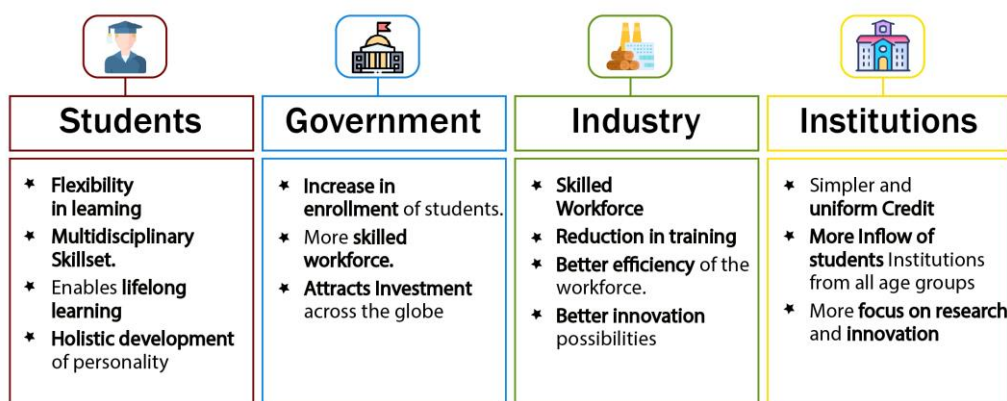 Students
Flexibility
in learning
Multidisciplinary
Skillset.
Enables lifelong
learning
Holistic development
of personality
Government
Increase in
enrollment of students.
More skilled
workforce.
Attracts Investment
across the globe
Industry
Skilled
Workforce
Reduction in training
Better efficiency of the
workforce.
Better innovation
possibilities
Institutions
Simpler and
uniform Credit
More Inflow of
students Institutions
from all age groups
More focus on research
and innovation